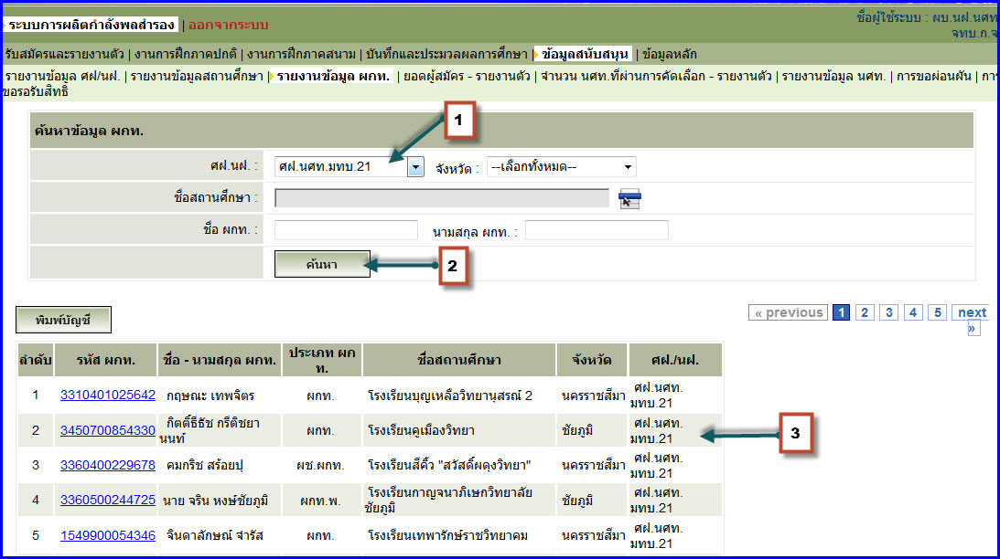 ชื่อผู้ใช้ระบบ : ผบ.นฝ.นศท
ระบบการผลิตกำลังพลสำรอง | ออกจากระบบ
จทบ.ก.จ
รับสมัครและรายงานตัว | งานการฝึกภาคปกติ | งานการฝึกภาคสนาม | บันทึกและประมวลผลการศึกษา | ข้อมูลสนับสนุน | ข้อมูลหลัก
รายงานข้อมูล ศฝ/นฝ. | รายงานข้อมูลสถานศึกษา | รายงานข้อมูล ผกท. | ยอดผู้สมัคร - รายงานตัว | จำนวน นศท.ที่ผ่านการคัดเลือก - รายงานตัว | รายงานข้อมูล นศท. | การขอผ่อนผัน | การ
ขอรอรับสิทธิ์
ค้นหาข้อมูล ผกท.
1
ศฝ.นฝ. : ศฝ.นศท.มทบ.21 จังหวัด : --เลือกทั้งหมด--
ชื่อสถานศึกษา :
ชื่อ ผกท. : นามสกุล ผกท. :
ค้นหา 2
พิมพ์บัญชี
« previous 1 2 3 4 5 next
»
ลำดับ รหัส ผกท. ชื่อ - นามสกุล ผกท. ประเภท ผก
ท. ชื่อสถานศึกษา จังหวัด ศฝ./นฝ.
1 3310401025642 กฤษณะ เทพจิตร ผกท. โรงเรียนบุญเหลือวิทยานุสรณ์ 2 นครราชสีมา ศฝ.นศท.
มทบ.21
2 3450700854330 กิตติ์ธีธัช กรีติชยา
นนท์ ผกท. โรงเรียนคูเมืองวิทยา ชัยภูมิ ศฝ.นศท.
มทบ.21
3
3 3360400229678 คมกริช สร้อยปุ่ ผช.ผกท. โรงเรียนสีคิ้ว "สวัสดิ์ผดุงวิทยา" นครราชสีมา ศฝ.นศท.
มทบ.21
4 3360500244725 นาย จริน หงษ์ชัยภูมิ ผกท.พ. โรงเรียนกาญจนาภิเษกวิทยาลัย
ชัยภูมิ ชัยภูมิ ศฝ.นศท.
มทบ.21
5 1549900054346 จินดาลักษณ์ จำรัส ผกท. โรงเรียนเทพารักษ์ราชวิทยาคม นครราชสีมา ศฝ.นศท.
มทบ.21